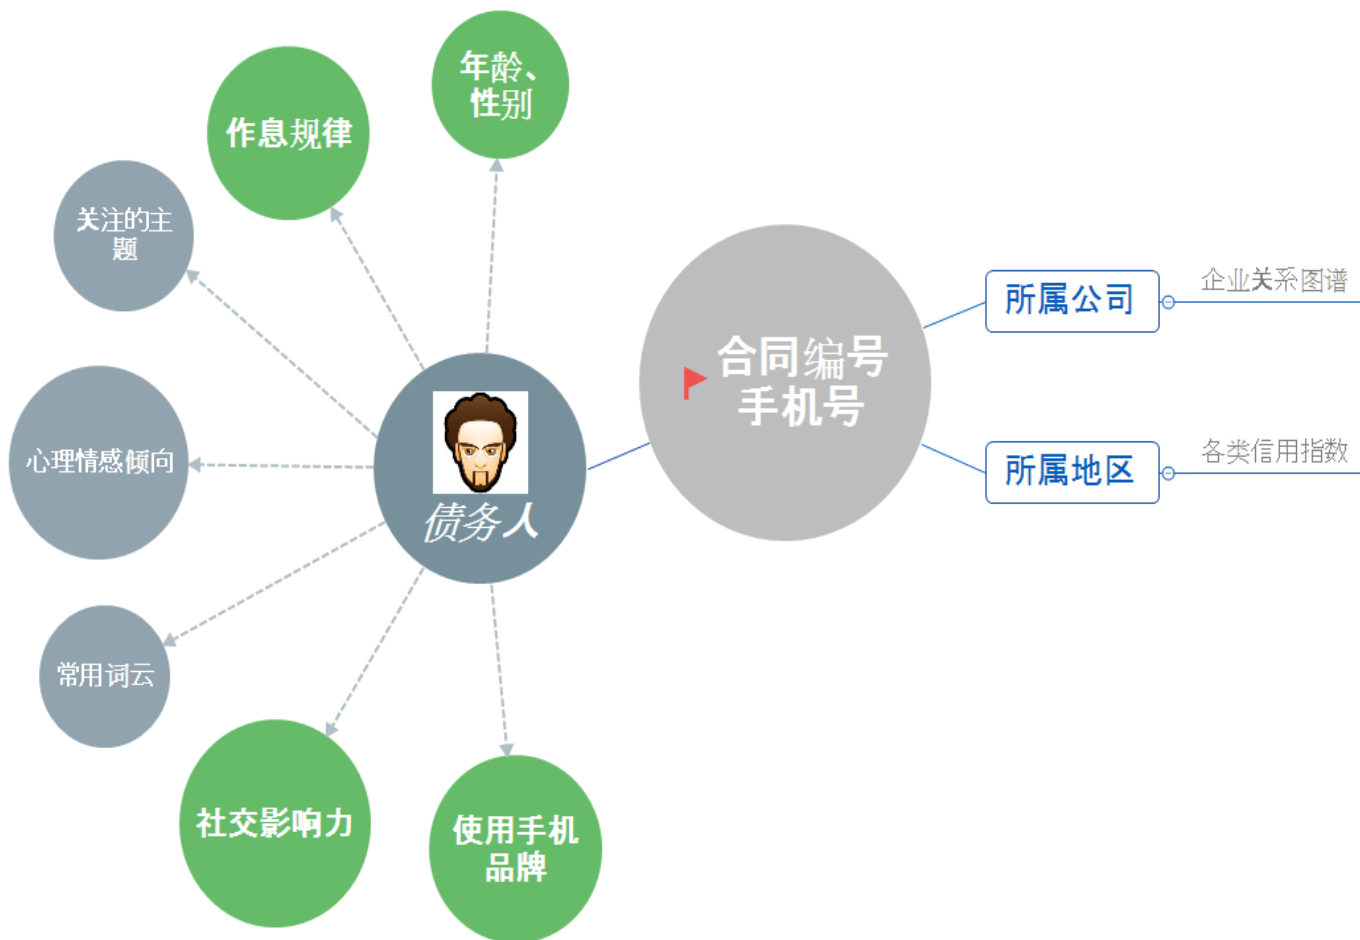 年龄、
性别
作息规律
关注的主
题
心理情感倾向
常用词云
社交影响力
使用手机
品牌
债务人
合同编号
手机号
所属公司
企业关系图谱
所属地区
各类信用指数